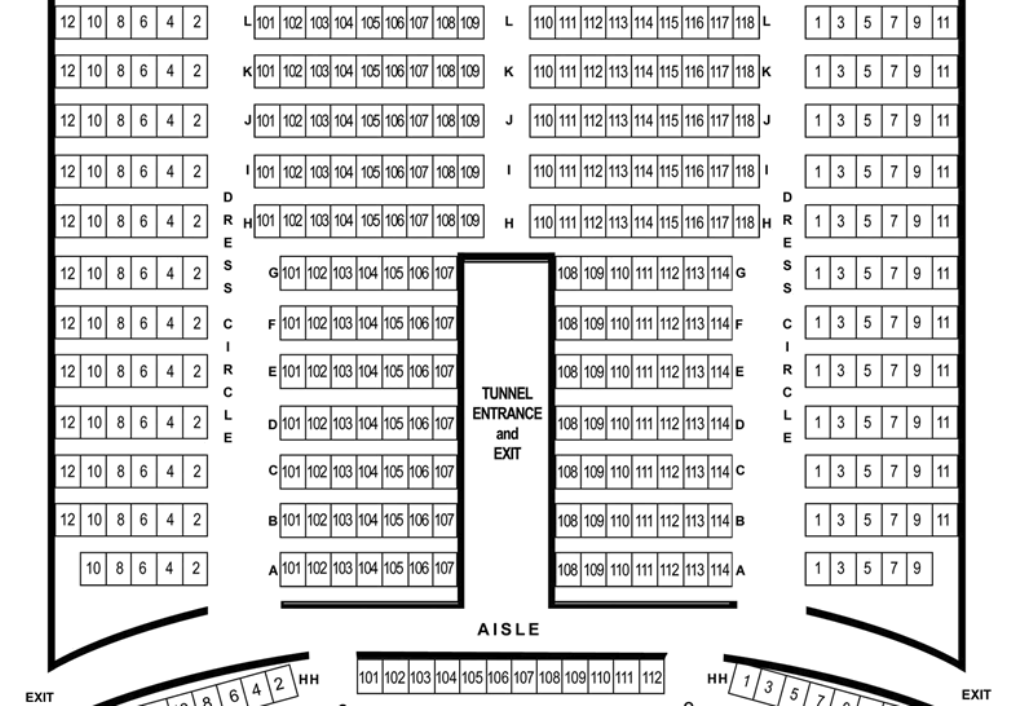 12 10 8 6 4 2 L 101 102 103 104 105 106 107 108 109 L 110 111 112 113 114 115 116 117 118 L 1 3 5 7 9 11
12 10 8 6 4 2 K 101 102 103 104 105 106 107 108 109 K 110 111 112 113 114 115 116 117 118 K 1 3 5 7 9 11
12 10 8 6 4 2 J 101 102 103 104 105 106 107 108 109 J 110 111 112 113 114 115 116 117 118 J 1 3 5 7 9 11
12 10 8 6 4 2 I 101 102 103 104 105 106 107 108 109 I 110 111 112 113 114 115 116 117 118 I 1 3 5 7 9 11
12 10 8 6 4 2 H 101 102 103 104 105 106 107 108 109 H 110 111 112 113 114 115 116 117 118 H 1 3 5 7 9 11
12 10 8 6 4 2 G 101 102 103 104 105 106 107 108 109 110 111 112 113 114 G 1 3 5 7 9 11
12 10 8 6 4 2 F 101 102 103 104 105 106 107 108 109 110 111 112 113 114 F 1 3 5 7 9 11
12 10 8 6 4 2 E 101 102 103 104 105 106 107 108 109 110 111 112 113 114 E 1 3 5 7 9 11
12 10 8 6 4 2 D 101 102 103 104 105 106 107 108 109 110 111 112 113 114 D 1 3 5 7 9 11
12 10 8 6 4 2 C 101 102 103 104 105 106 107 108 109 110 111 112 113 114 C 1 3 5 7 9 11
12 10 8 6 4 2 B 101 102 103 104 105 106 107 108 109 110 111 112 113 114 B 1 3 5 7 9 11
10 8 6 4 2 A 101 102 103 104 105 106 107 108 109 110 111 112 113 114 A 1 3 5 7 9
DRESS CIRCLE
DRESS CIRCLE
TUNNEL
ENTRANCE
and
EXIT
AISLE
8 6 4 2 HH 101 102 103 104 105 106 107 108 109 110 111 112 HH 1 3 5 7
EXIT
EXIT